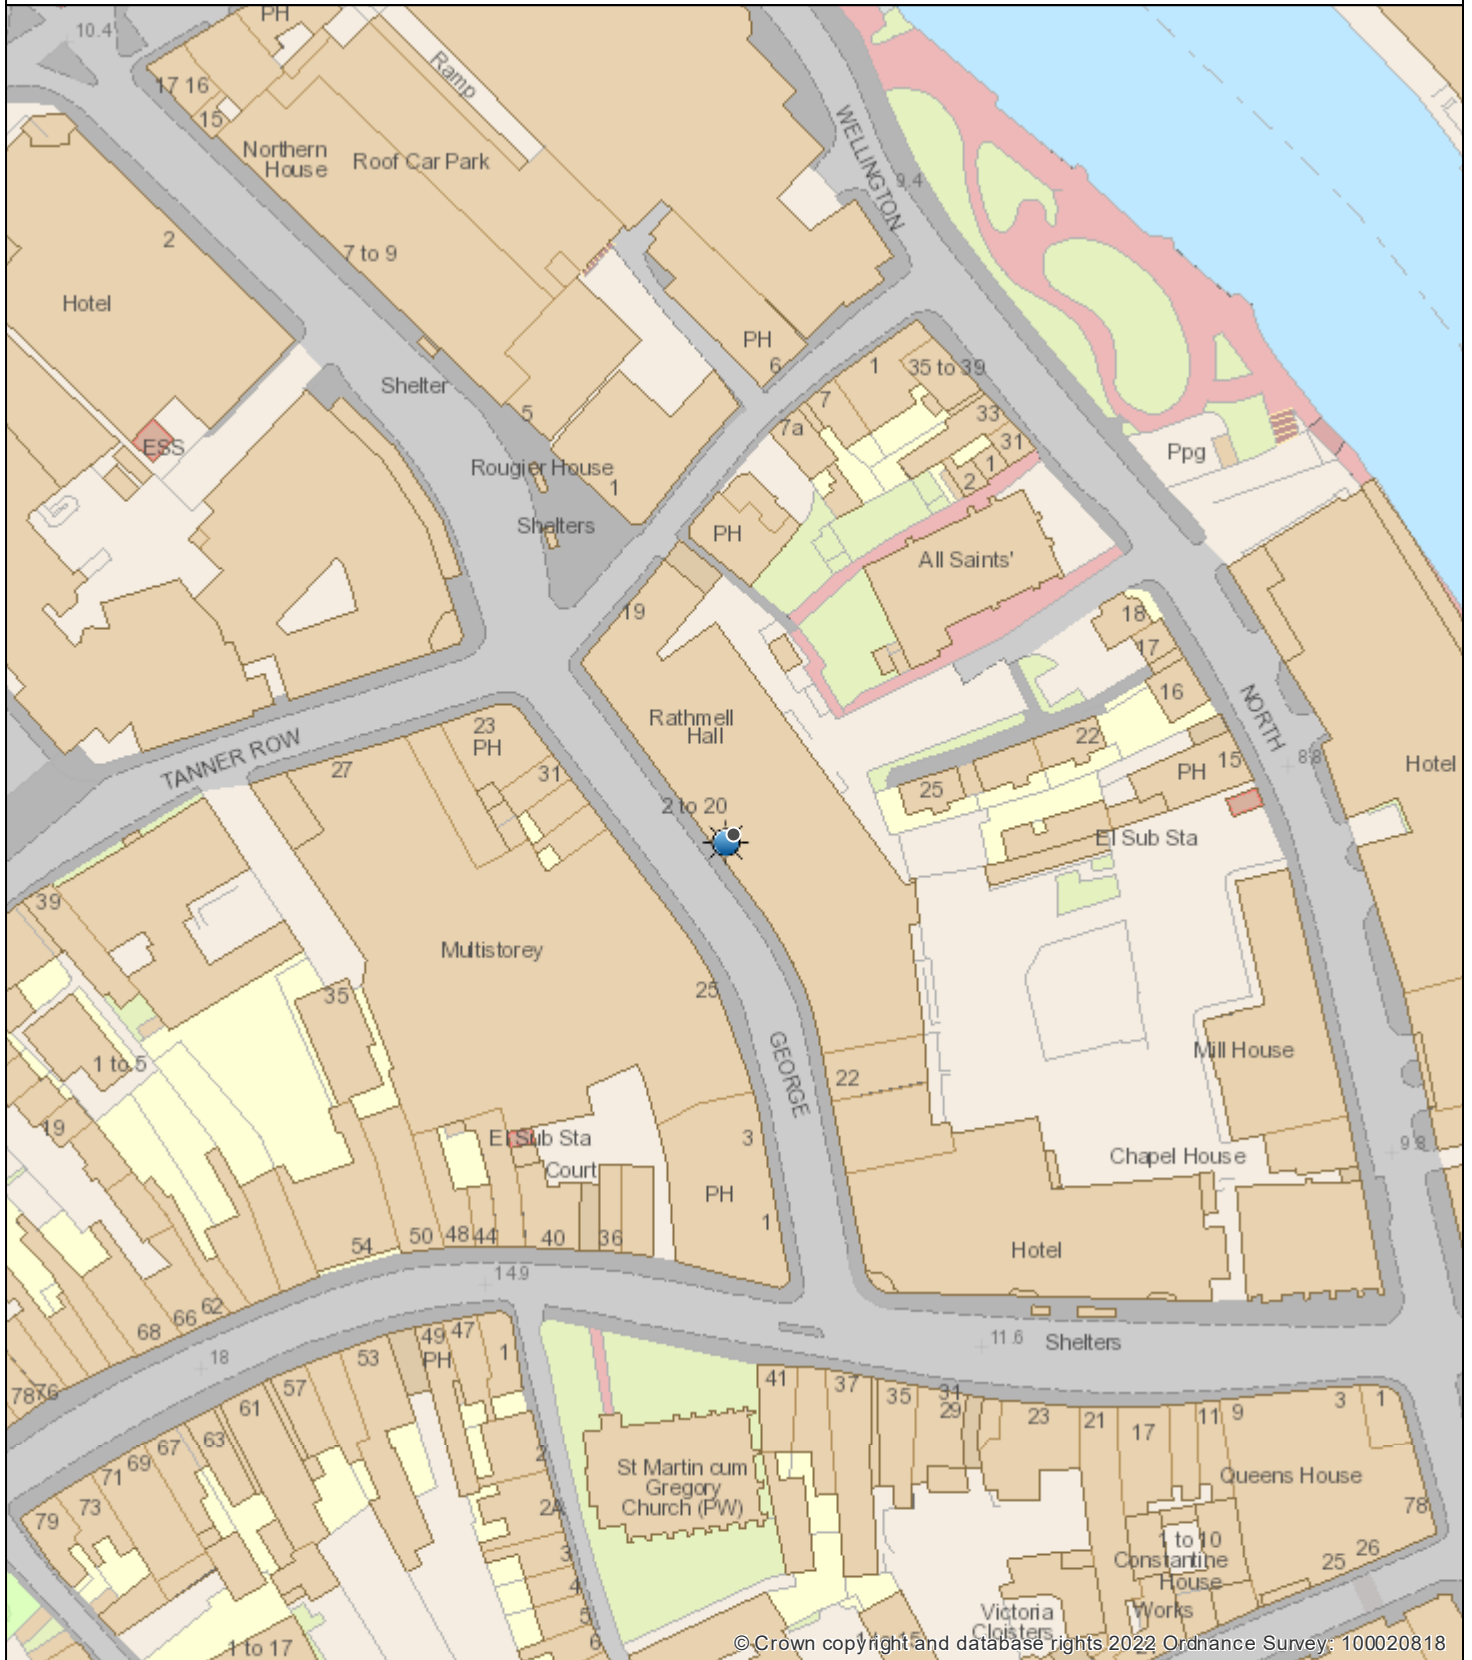 PH
10.4
17 16
15
Ramp
Northern
House
Roof Car Park
WELLINGTON
9.4
2
7 to 9
Hotel
PH
6
1
35 to 39
Shelter
7
5
7a
33
31
ESS
Rougier House
1
2
1
Ppg
Shelters
PH
All Saints'
19
18
17
16
Rathmell
Hall
NORTH
23
PH
22
TANNER ROW
27
31
PH
15
8.8
Hotel
25
2 to 20
El Sub Sta
39
Multistorey
25
35
GEORGE
1 to 5
22
Mill House
19
El Sub Sta
3
9.8
Court
Chapel House
PH
1
54
50
48
44
40
36
Hotel
14.9
62
66
68
11.6
Shelters
18
49
47
PH
1
53
57
78
76
61
41
37
35
31
29
23
21
17
11
9
3
1
63
67
69
71
73
79
2
St Martin cum
Gregory
Church (PW)
Queens House
2A
78
1 to 10
Constantine
House
26
25
3
4
5
6
Works
Victoria
Cloisters
1 to 17
© Crown copyright and database rights 2022 Ordnance Survey: 100020818